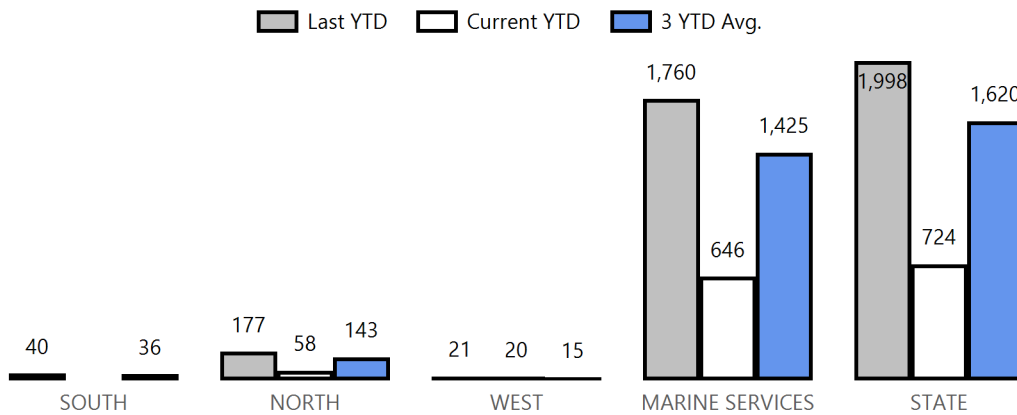 Last YTD Current YTD 3 YTD Avg.
1,760 1,998
1,620
1,425
646 724
177 143
40 36 58 21 20 15
SOUTH NORTH WEST MARINE SERVICES STATE